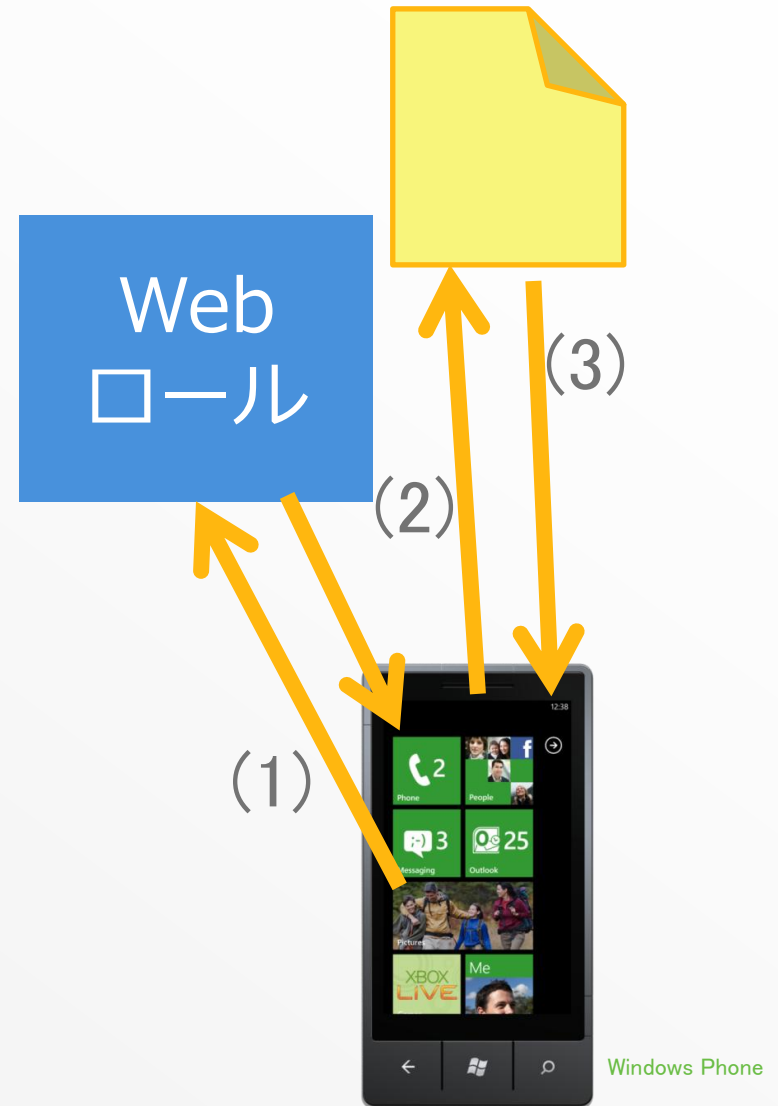 Web
ロール
(3)
(2)
(1)
12:38
2
Phone
People
f
;-) 3
Messaging
25
Outlook
Pictures
XBOX
LIVE
Me
Windows Phone